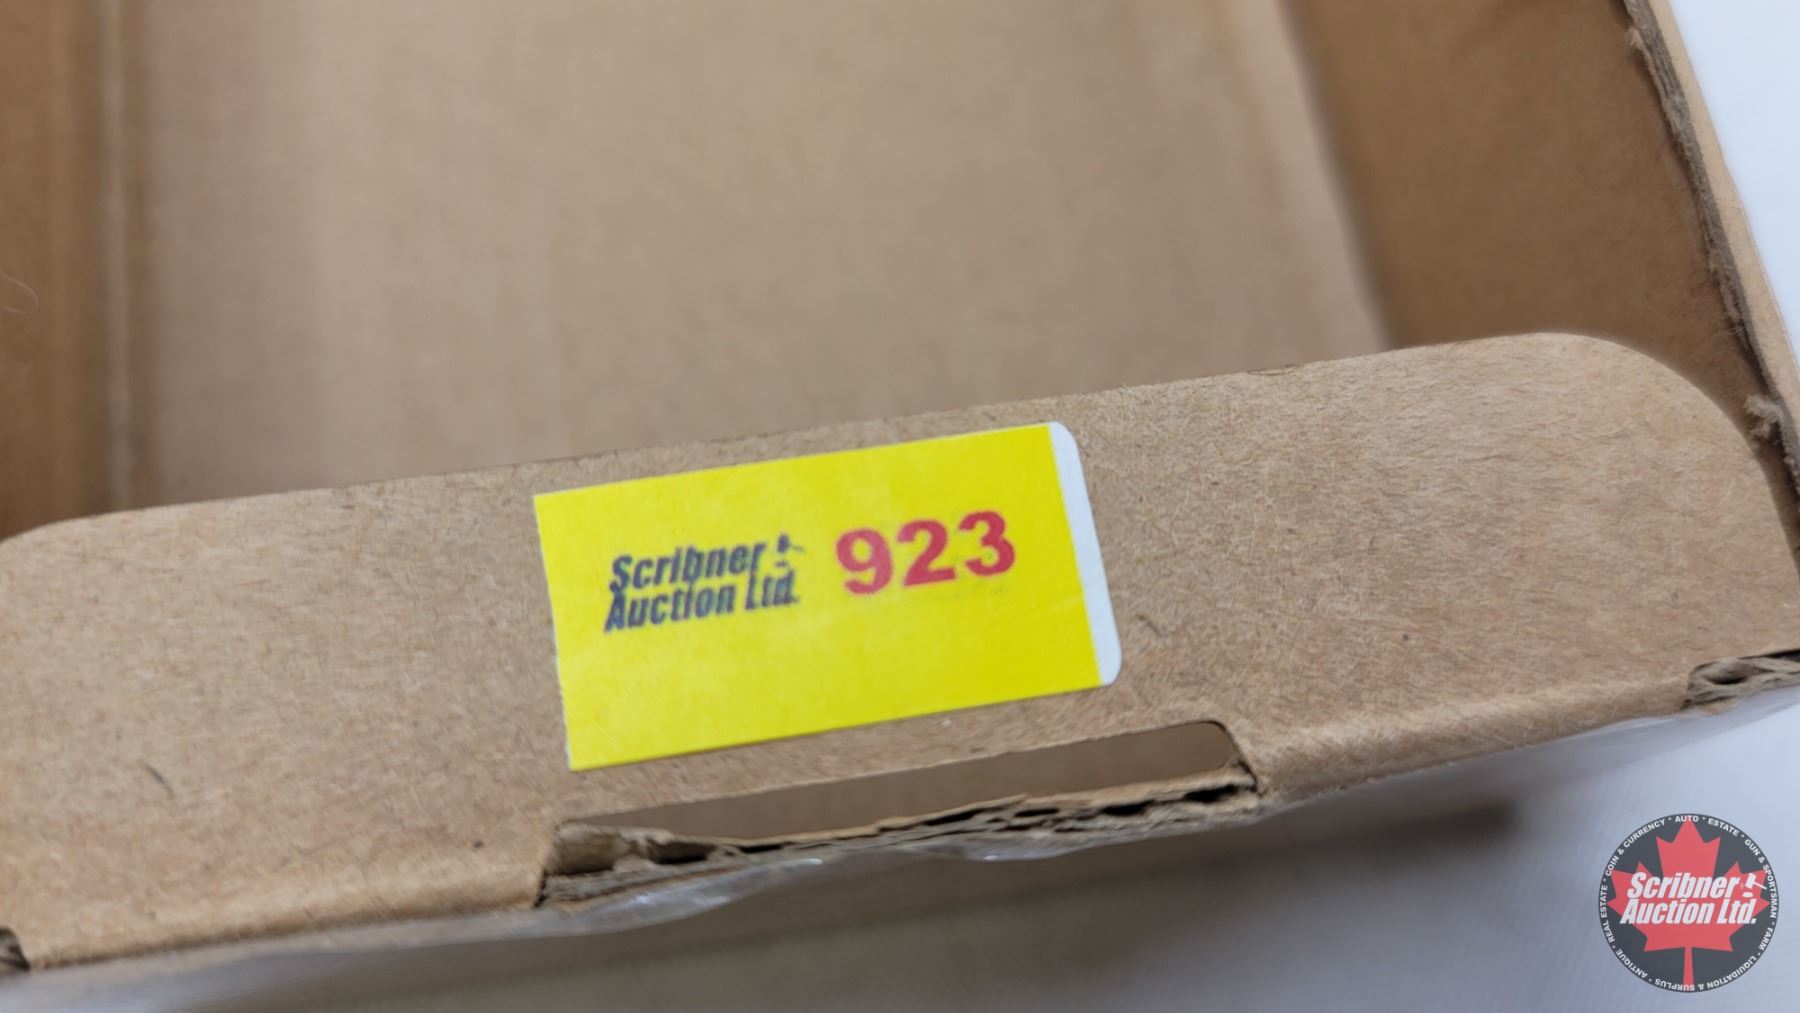 Scribner
Auction Ltd.
923
COIN & CURRENCY • AUTO • ESTATE • GUN & SPORTSMAN • FARM • LIQUIDATION & SURPLUS • ANTIQUE • REAL ESTATE •
Scribner
Auction Ltd.